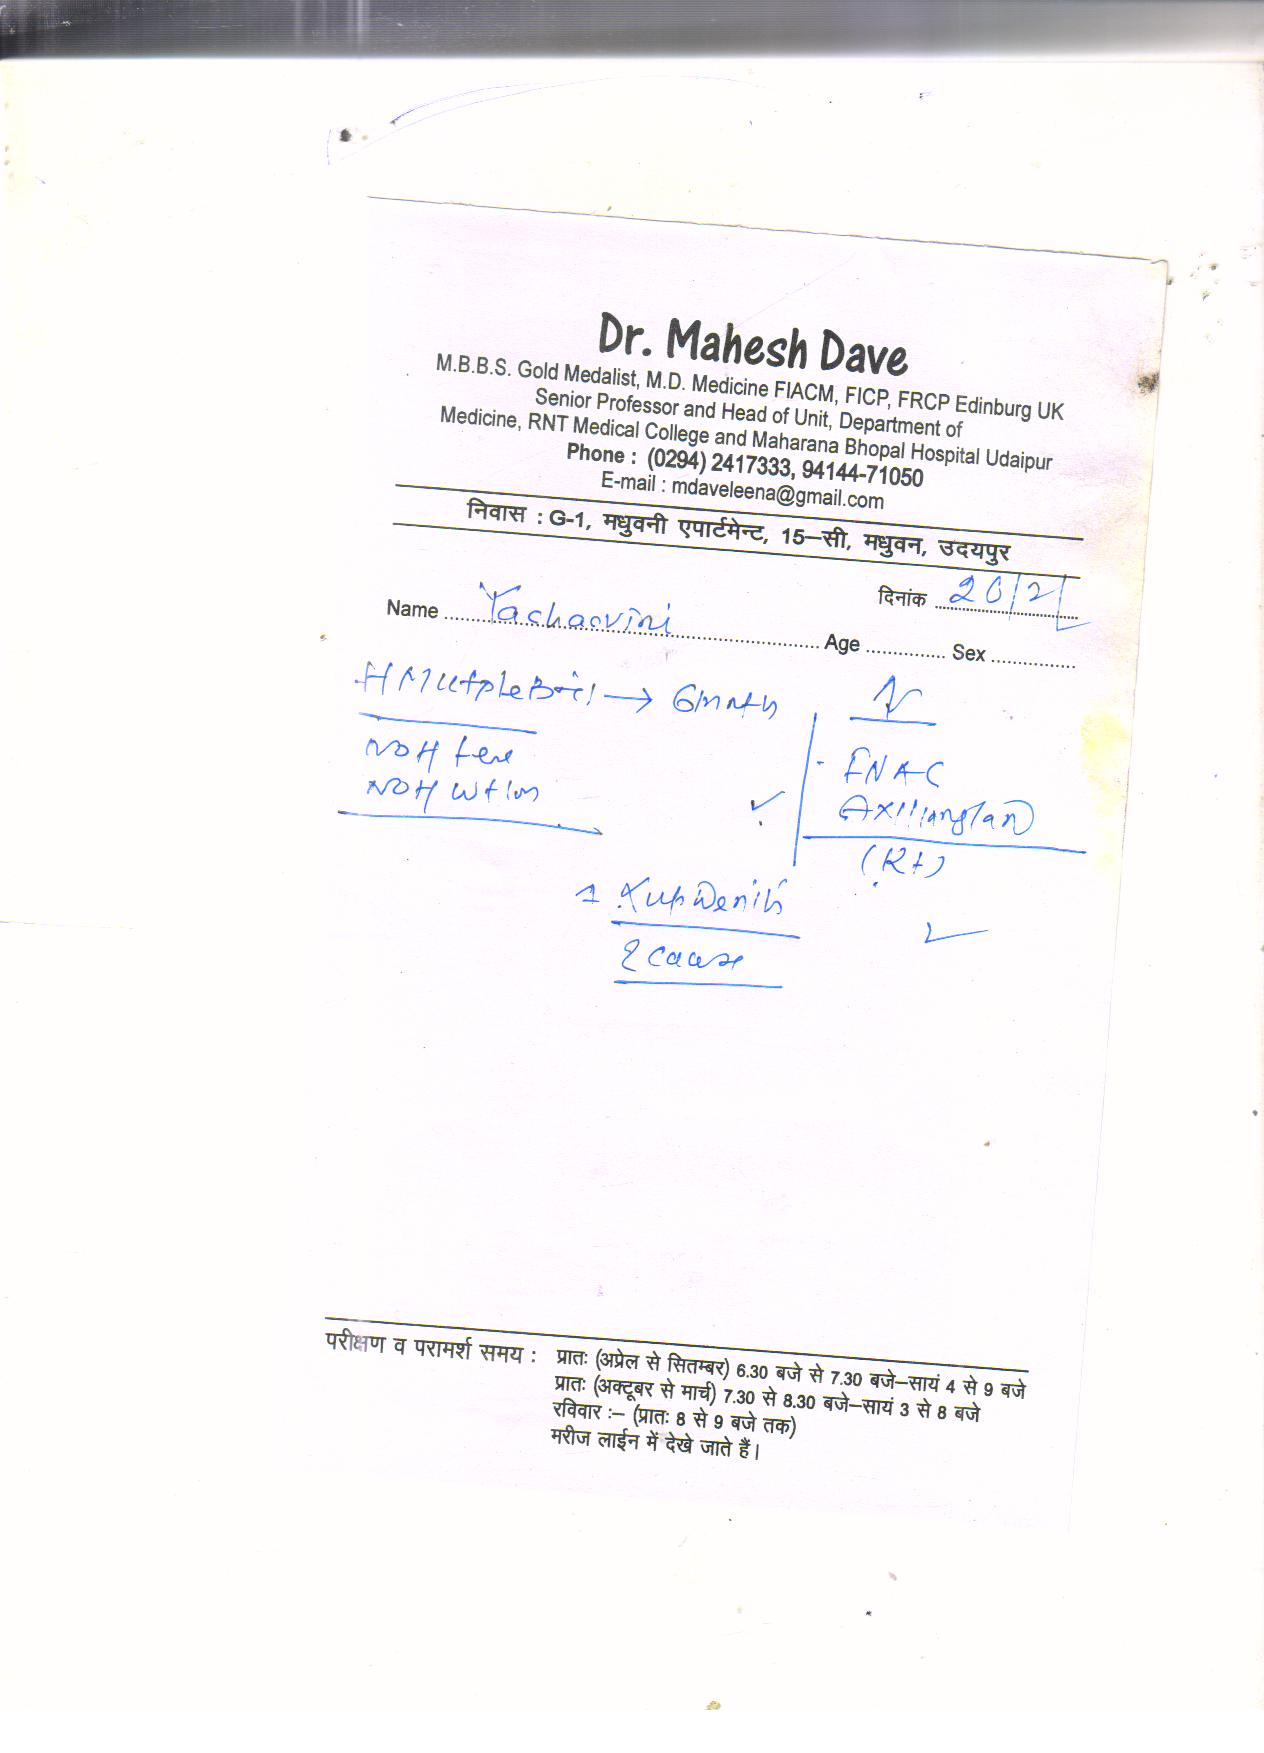 Dr. Mahesh Dave
M.B.B.S. Gold Medalist, M.D. Medicine FIACM, FICP, FRCP Edinburg UK
Senior Professor and Head of Unit, Department of
Medicine, RNT Medical College and Maharana Bhopal Hospital Udaipur
Phone : (0294) 2417333, 94144-71050
E-mail : mdaveleena@gmail.com
निवास : G-1, मधुवनी एपार्टमेन्ट, 15–सी, मधुवन, उदयपुर
दिनांक 20/2/
Name Yachasvini Age Sex
H Multple Boil → 6 month
NO H fever
NO H wt loss
FNAC
Axillary gland
(Rt)
1
? cause
परीक्षण व परामर्श समय : प्रातः (अप्रेल से सितम्बर) 6.30 बजे से 7.30 बजे–सायं 4 से 9 बजे
प्रातः (अक्टूबर से मार्च) 7.30 से 8.30 बजे–सायं 3 से 8 बजे
रविवार :– (प्रातः 8 से 9 बजे तक)
मरीज लाईन में देखे जाते हैं।